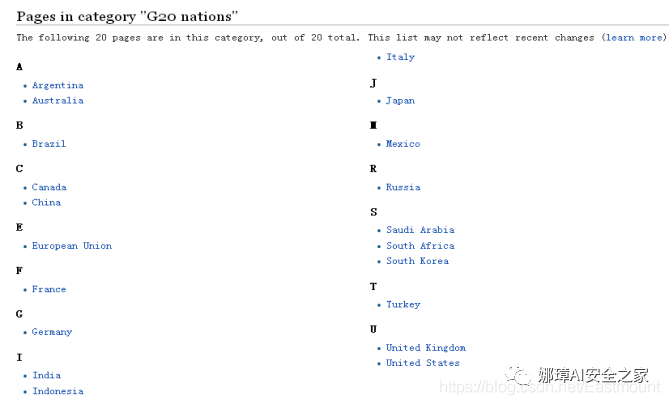 Pages in category "G20 nations"
The following 20 pages are in this category, out of 20 total. This list may not reflect recent changes (learn more)
A
Argentina
Australia
B
Brazil
C
Canada
China
E
European Union
F
France
G
Germany
I
India
Indonesia
Italy
J
Japan
M
Mexico
R
Russia
S
Saudi Arabia
South Africa
South Korea
T
Turkey
U
United Kingdom
United States
娜璋AI安全之家
https://blog.csdn.net/Eastmount